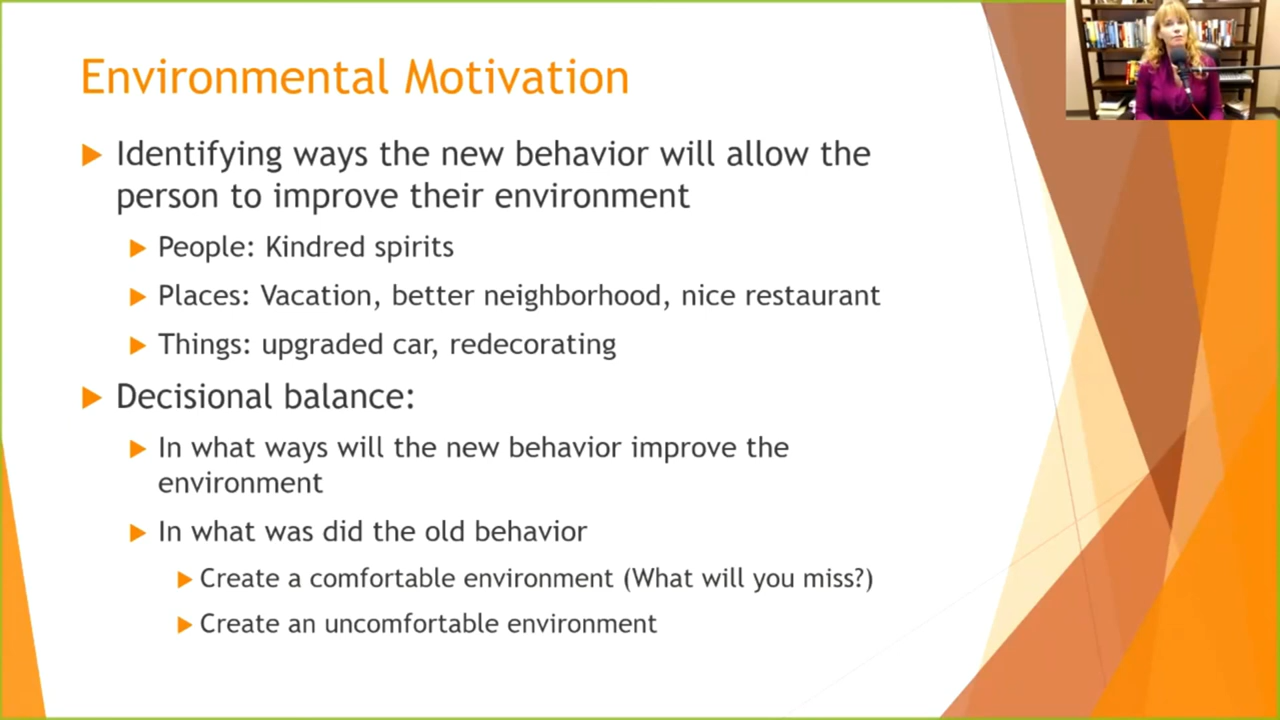 Environmental Motivation
Identifying ways the new behavior will allow the
person to improve their environment
People: Kindred spirits
Places: Vacation, better neighborhood, nice restaurant
Things: upgraded car, redecorating
Decisional balance:
In what ways will the new behavior improve the
environment
In what was did the old behavior
Create a comfortable environment (What will you miss?)
Create an uncomfortable environment